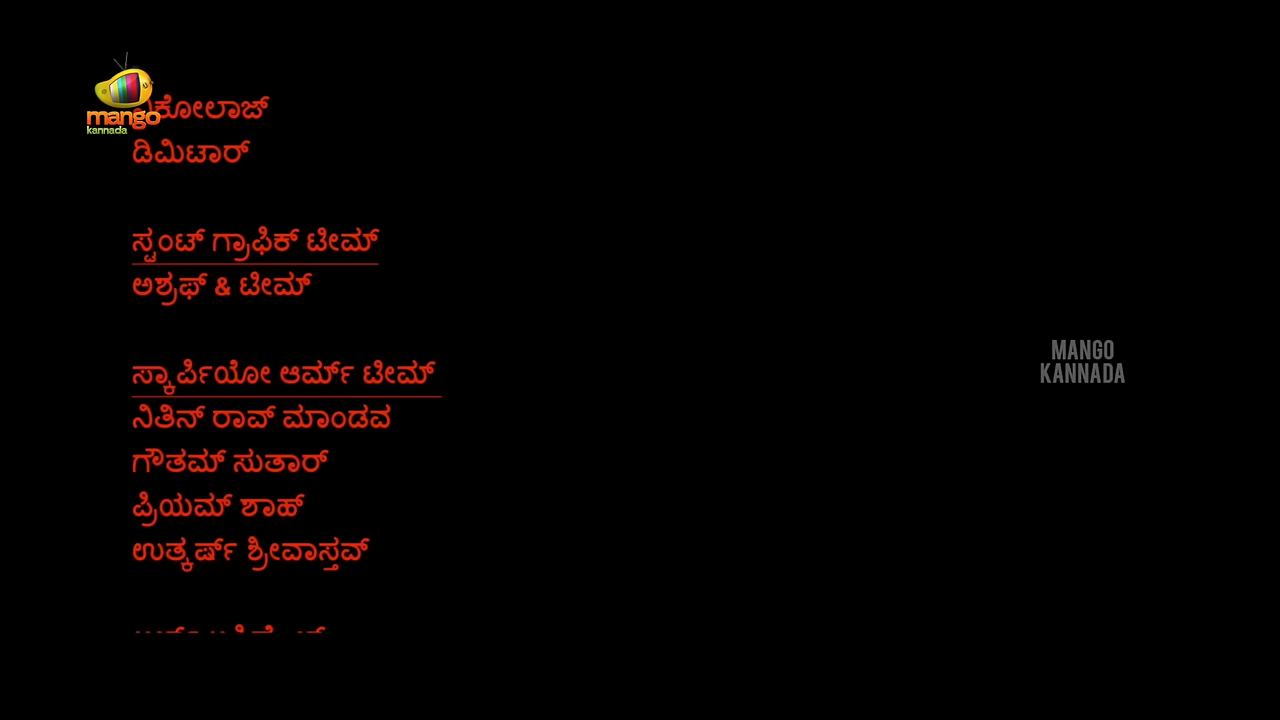 mango
kannada
ಡಿಮಿಟಾರ್
ಸ್ಟಂಟ್ ಗ್ರಾಫಿಕ್ ಟೀಮ್
ಅಶ್ರಫ್ & ಟೀಮ್
ಸ್ಕಾರ್ಪಿಯೋ ಆರ್ಮ್ ಟೀಮ್
MANGO
KANNADA
ನಿತಿನ್ ರಾವ್ ಮಾಂಡವ
ಗೌತಮ್ ಸುತಾರ್
ಪ್ರಿಯಮ್ ಶಾಹ್
ಉತ್ಕರ್ಷ್ ಶ್ರೀವಾಸ್ತವ್